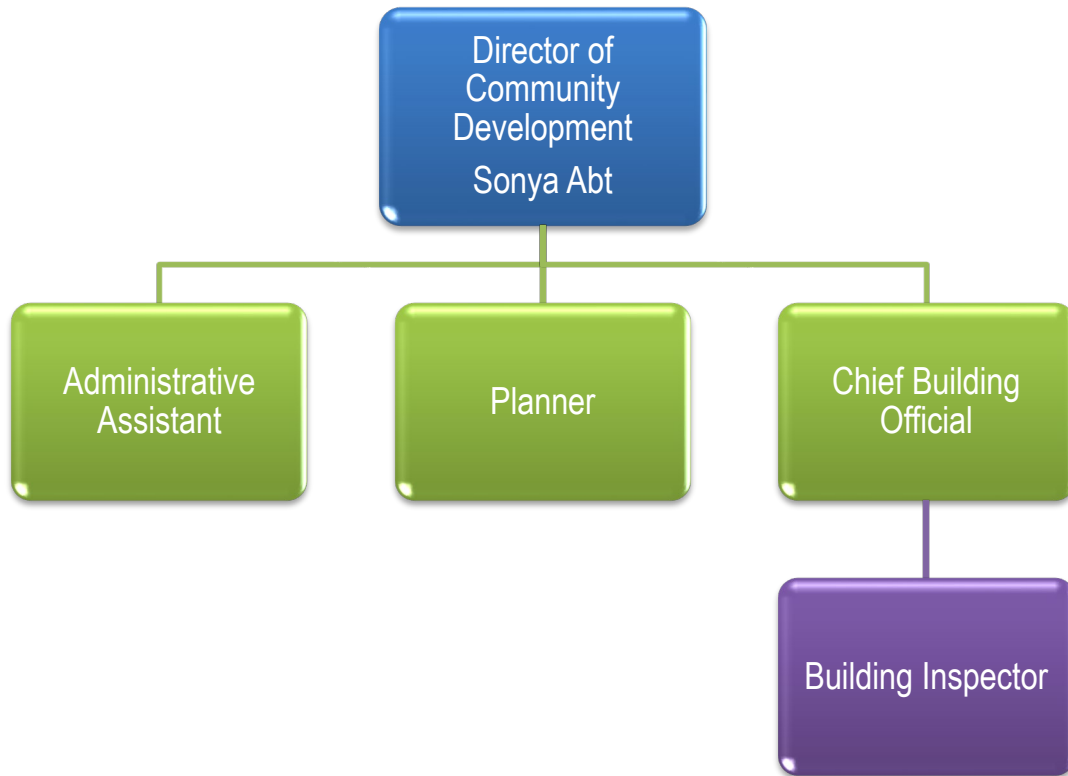 Director of
Community
Development
Sonya Abt
Administrative
Assistant
Planner
Chief Building
Official
Building Inspector